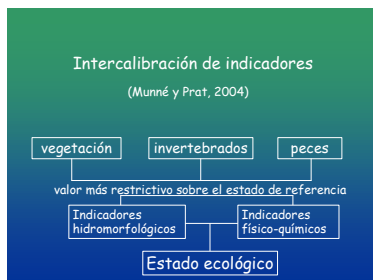 Intercalibración de indicadores
(Munné y Prat, 2004)
vegetación invertebrados peces
valor más restrictivo sobre el estado de referencia
Indicadores hidromorfológicos
Indicadores físico-químicos
Estado ecológico